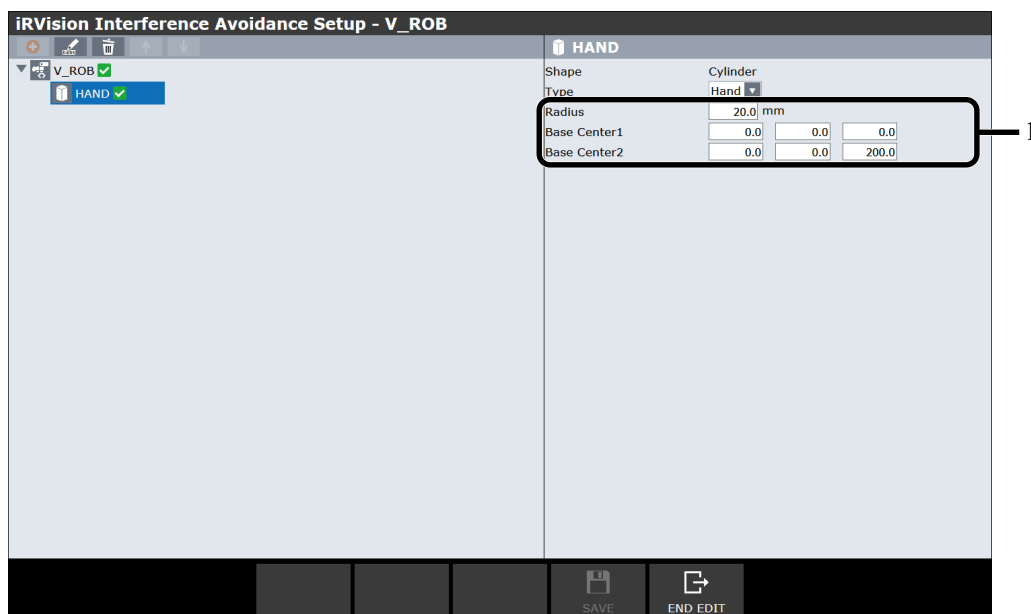 iRVision Interference Avoidance Setup - V_ROB
HAND
V_ROB
HAND
Shape Cylinder
Type Hand
Radius 20.0 mm
Base Center1 0.0 0.0 0.0
Base Center2 0.0 0.0 200.0
1
SAVE END EDIT